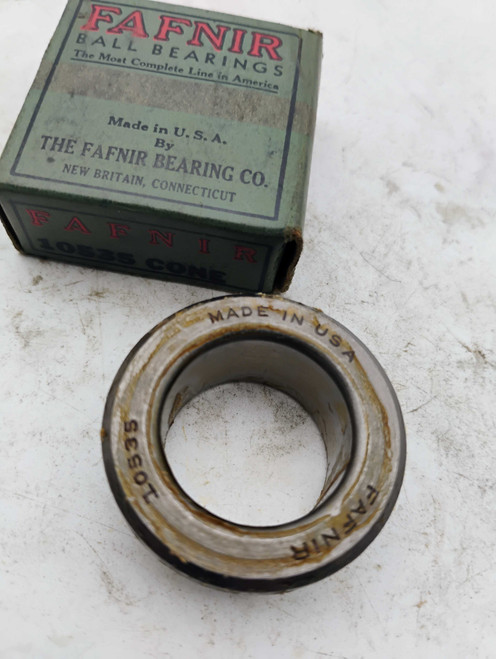 FAFNIR
BALL BEARINGS
The Most Complete Line in America
Made in U.S.A.
By
THE FAFNIR BEARING CO.
NEW BRITAIN, CONNECTICUT
FAFNIR
10535 CONE
MADE IN USA
10535
FAFNIR